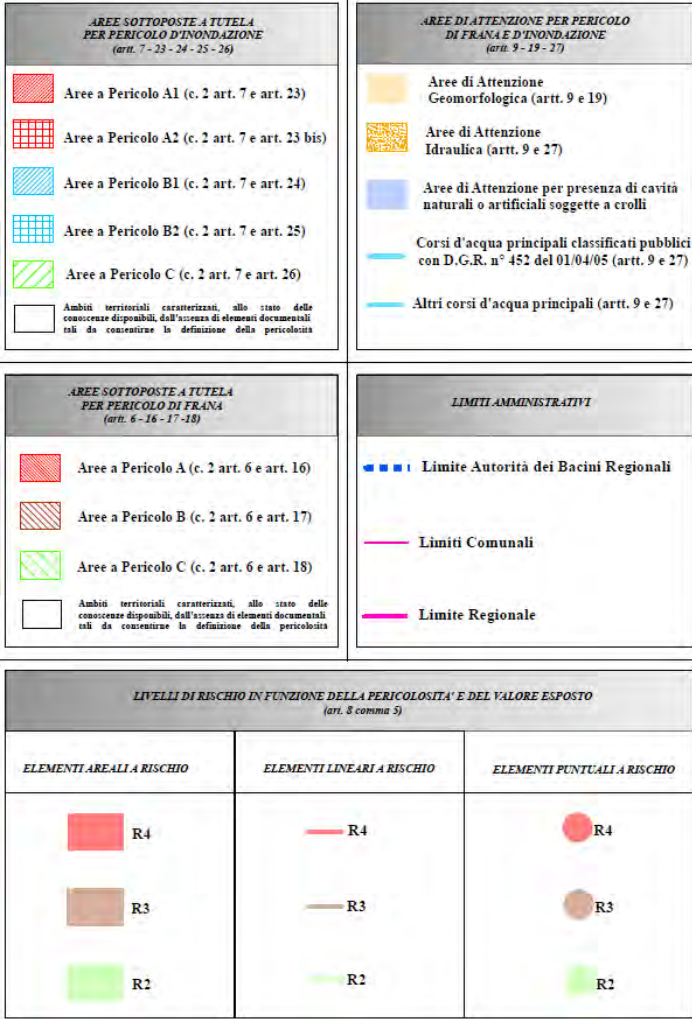 AREE SOTTOPOSTE A TUTELA
PER PERICOLO D'INONDAZIONE
(artt. 7 - 23 - 24 - 25 - 26)
Aree a Pericolo A1 (c. 2 art. 7 e art. 23)
Aree a Pericolo A2 (c. 2 art. 7 e art. 23 bis)
Aree a Pericolo B1 (c. 2 art. 7 e art. 24)
Aree a Pericolo B2 (c. 2 art. 7 e art. 25)
Aree a Pericolo C (c. 2 art. 7 e art. 26)
Ambiti territoriali caratterizzati, allo stato delle
conoscenze disponibili, dall'assenza di elementi documentali
tali da consentirne la definizione della pericolosità
AREE DI ATTENZIONE PER PERICOLO
DI FRANA E D'INONDAZIONE
(artt. 9 - 19 - 27)
Aree di Attenzione
Geomorfologica (artt. 9 e 19)
Aree di Attenzione
Idraulica (artt. 9 e 27)
Aree di Attenzione per presenza di cavità
naturali o artificiali soggette a crolli
Corsi d'acqua principali classificati pubblici
con D.G.R. n° 452 del 01/04/05 (artt. 9 e 27)
Altri corsi d'acqua principali (artt. 9 e 27)
AREE SOTTOPOSTE A TUTELA
PER PERICOLO DI FRANA
(artt. 6 - 16 - 17 -18)
Aree a Pericolo A (c. 2 art. 6 e art. 16)
Aree a Pericolo B (c. 2 art. 6 e art. 17)
Aree a Pericolo C (c. 2 art. 6 e art. 18)
Ambiti territoriali caratterizzati, allo stato delle
conoscenze disponibili, dall'assenza di elementi documentali
tali da consentirne la definizione della pericolosità
LIMITI AMMINISTRATIVI
Limite Autorità dei Bacini Regionali
Limiti Comunali
Limite Regionale
LIVELLI DI RISCHIO IN FUNZIONE DELLA PERICOLOSITA' E DEL VALORE ESPOSTO
(art. 8 comma 5)
ELEMENTI AREALI A RISCHIO
R4
R3
R2
ELEMENTI LINEARI A RISCHIO
R4
R3
R2
ELEMENTI PUNTUALI A RISCHIO
R4
R3
R2